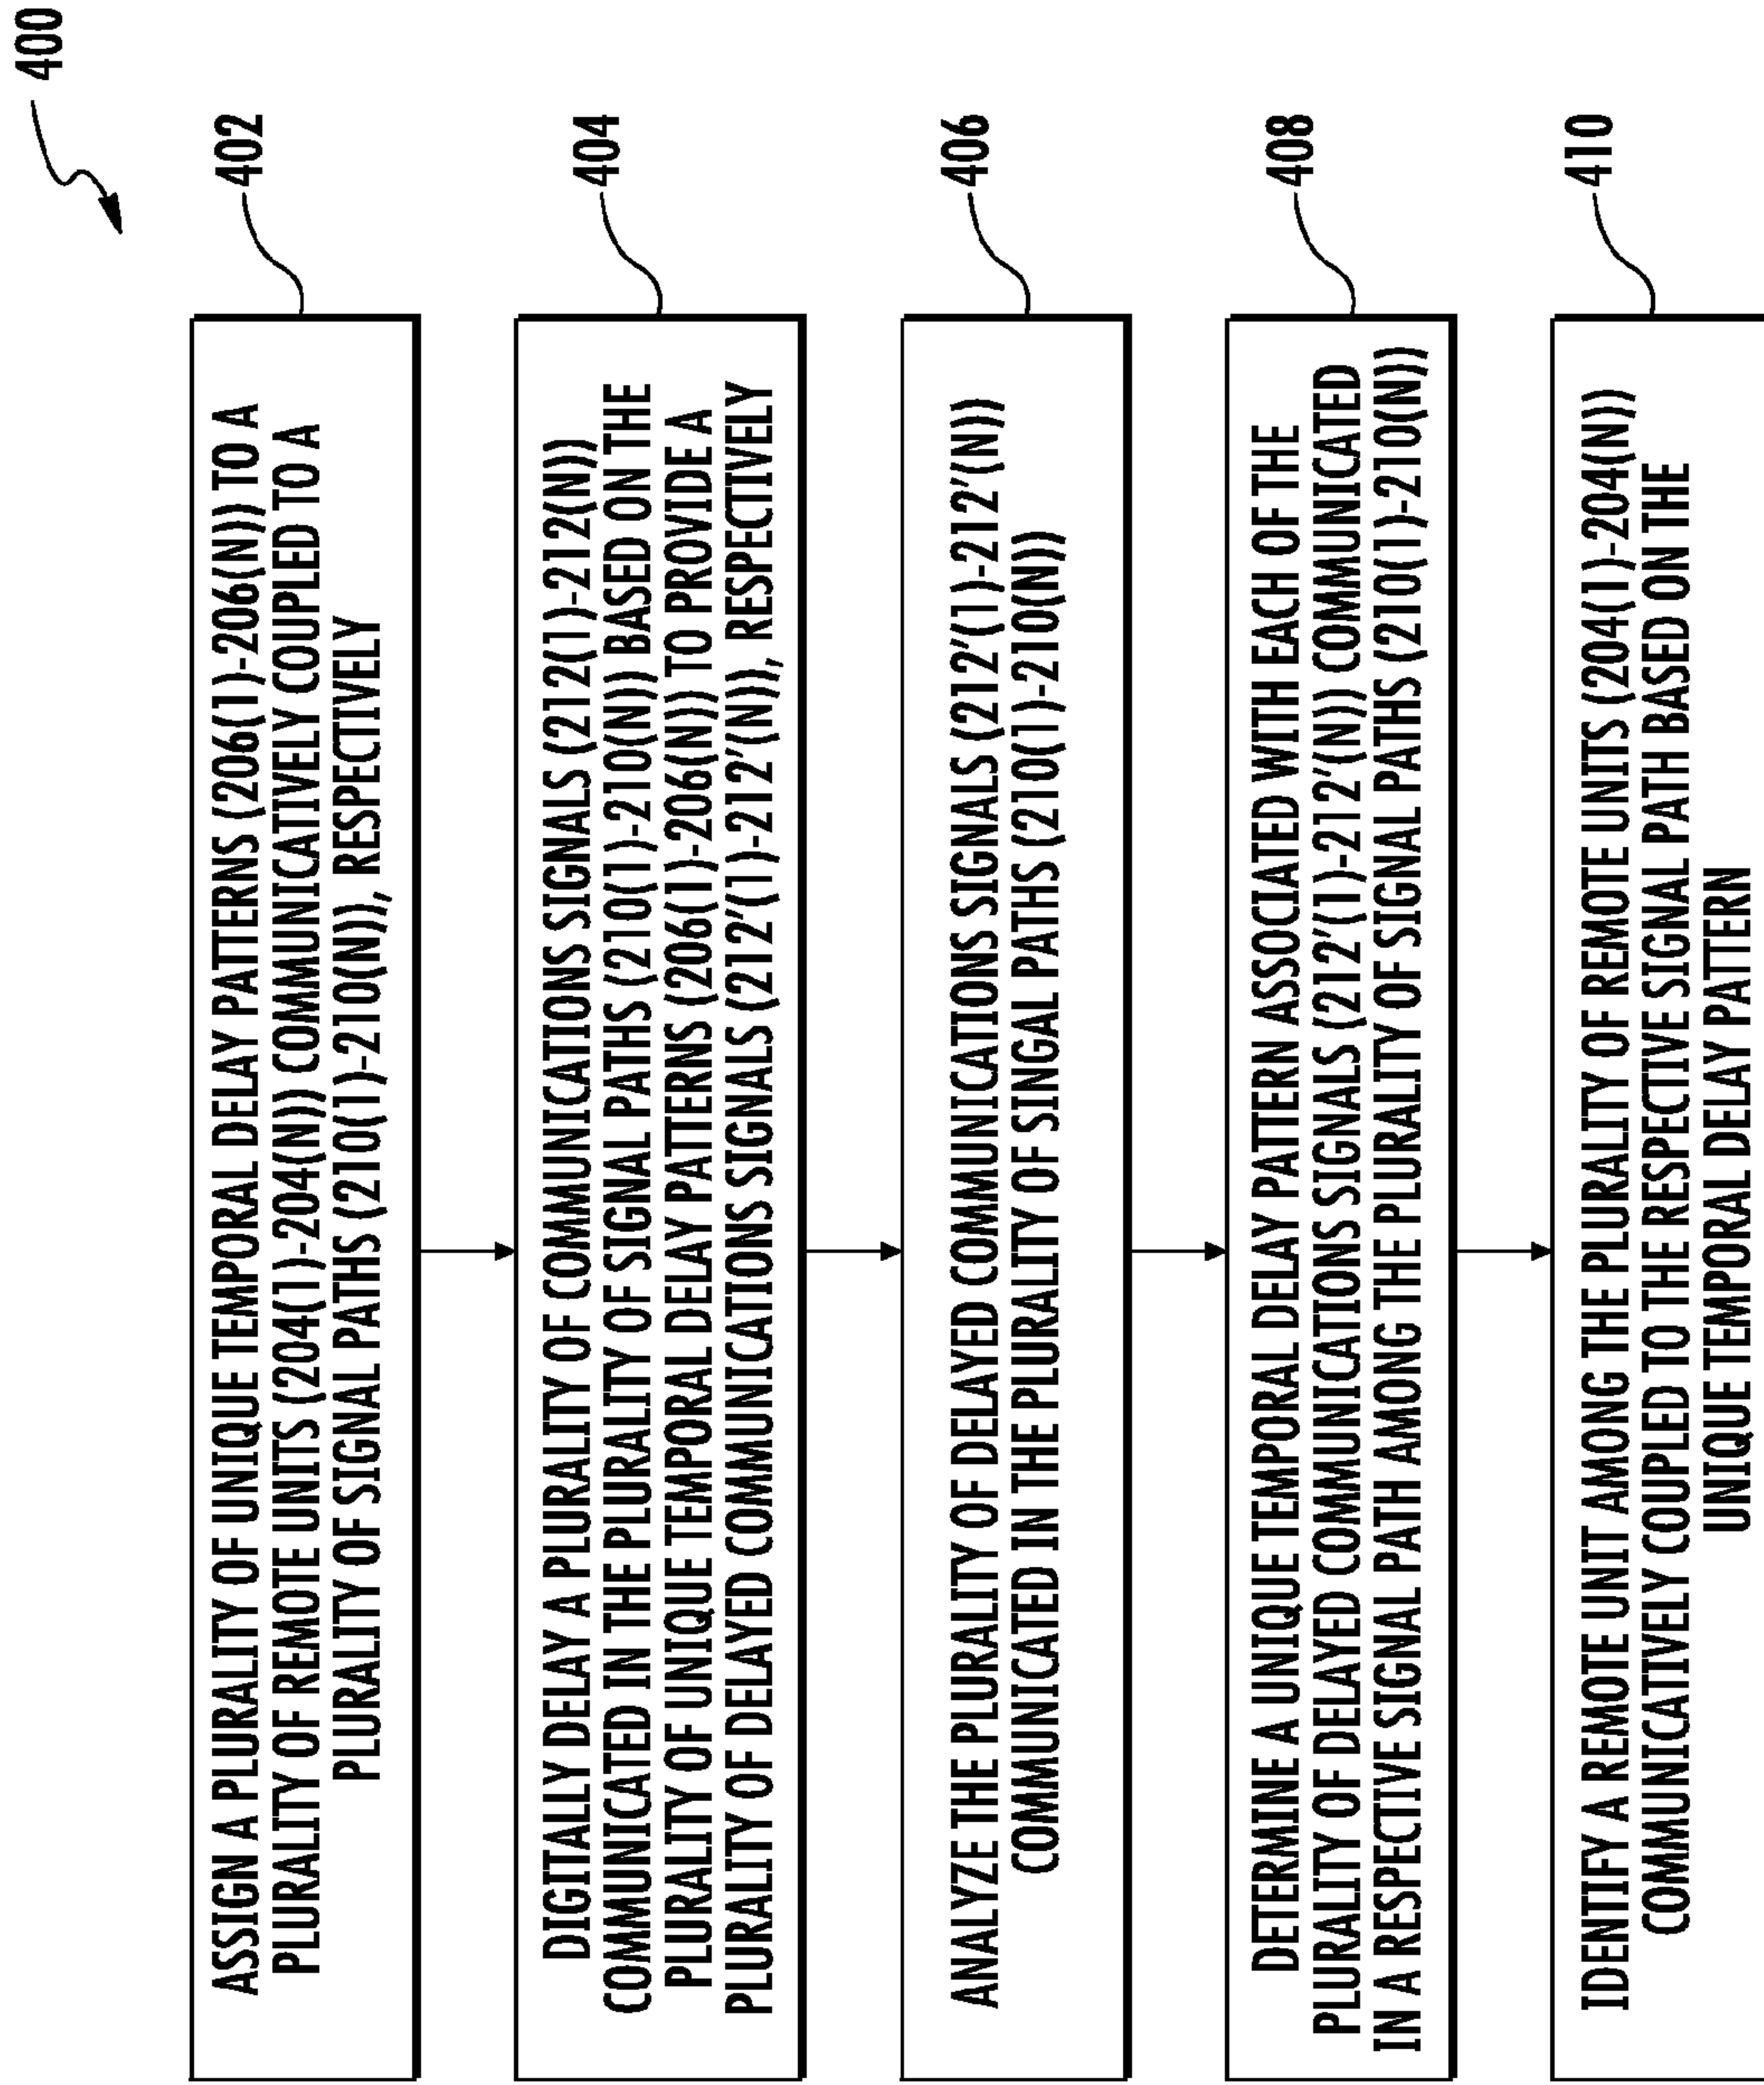 400
ASSIGN A PLURALITY OF UNIQUE TEMPORAL DELAY PATTERNS (206(1)-206(N)) TO A
PLURALITY OF REMOTE UNITS (204(1)-204(N)) COMMUNICATIVELY COUPLED TO A
PLURALITY OF SIGNAL PATHS (210(1)-210(N)), RESPECTIVELY
402
DIGITALLY DELAY A PLURALITY OF COMMUNICATIONS SIGNALS (212(1)-212(N))
COMMUNICATED IN THE PLURALITY OF SIGNAL PATHS (210(1)-210(N)) BASED ON THE
PLURALITY OF UNIQUE TEMPORAL DELAY PATTERNS (206(1)-206(N)) TO PROVIDE A
PLURALITY OF DELAYED COMMUNICATIONS SIGNALS (212'(1)-212'(N)), RESPECTIVELY
404
ANALYZE THE PLURALITY OF DELAYED COMMUNICATIONS SIGNALS (212'(1)-212'(N))
COMMUNICATED IN THE PLURALITY OF SINGAL PATHS (210(1)-210(N))
406
DETERMINE A UNIQUE TEMPORAL DELAY PATTERN ASSOCIATED WITH EACH OF THE
PLURALITY OF DELAYED COMMUNICATIONS SIGNALS (212'(1)-212'(N)) COMMUNICATED
IN A RESPECTIVE SIGNAL PATH AMONG THE PLURALITY OF SIGNAL PATHS (210(1)-210(N))
408
IDENTIFY A REMOTE UNIT AMONG THE PLURALITY OF REMOTE UNITS (204(1)-204(N))
COMMUNICATIVELY COUPLED TO THE RESPECTIVE SIGNAL PATH BASED ON THE
UNIQUE TEMPORAL DELAY PATTERN
410